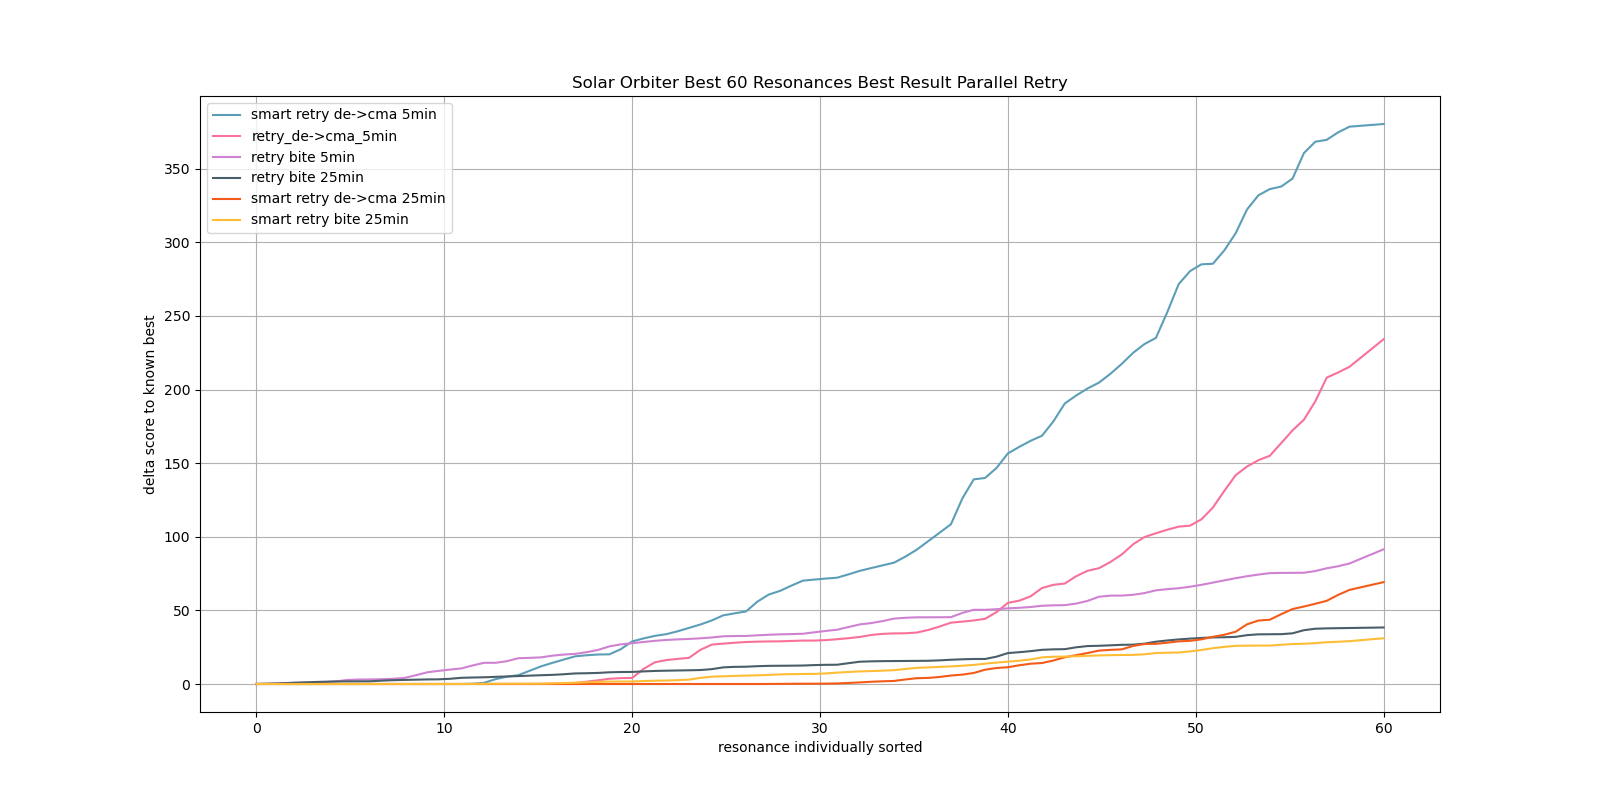 Solar Orbiter Best 60 Resonances Best Result Parallel Retry
smart retry de->cma 5min
retry_de->cma_5min
retry bite 5min
retry bite 25min
smart retry de->cma 25min
smart retry bite 25min
delta score to known best
350
300
250
200
150
100
50
0
0 10 20 30 40 50 60
resonance individually sorted